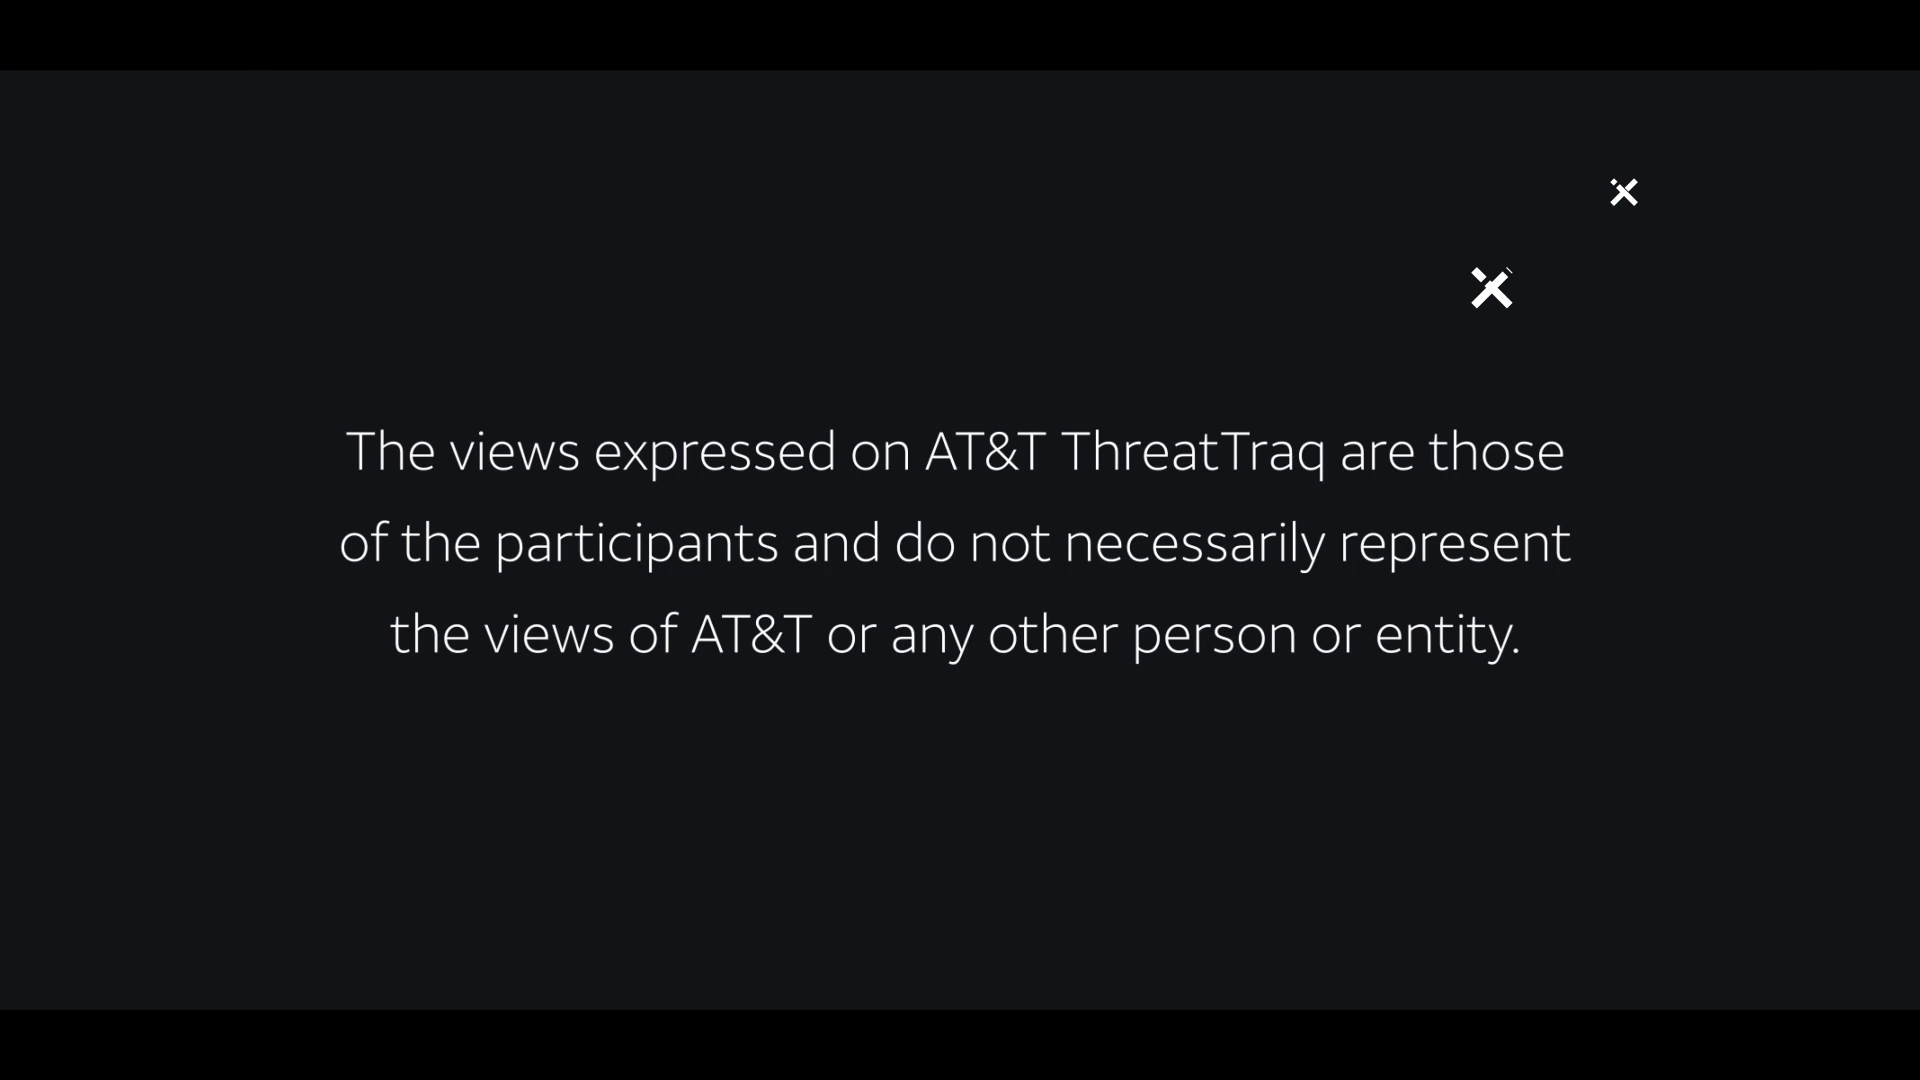 The views expressed on AT&T ThreatTraq are those
of the participants and do not necessarily represent
the views of AT&T or any other person or entity.